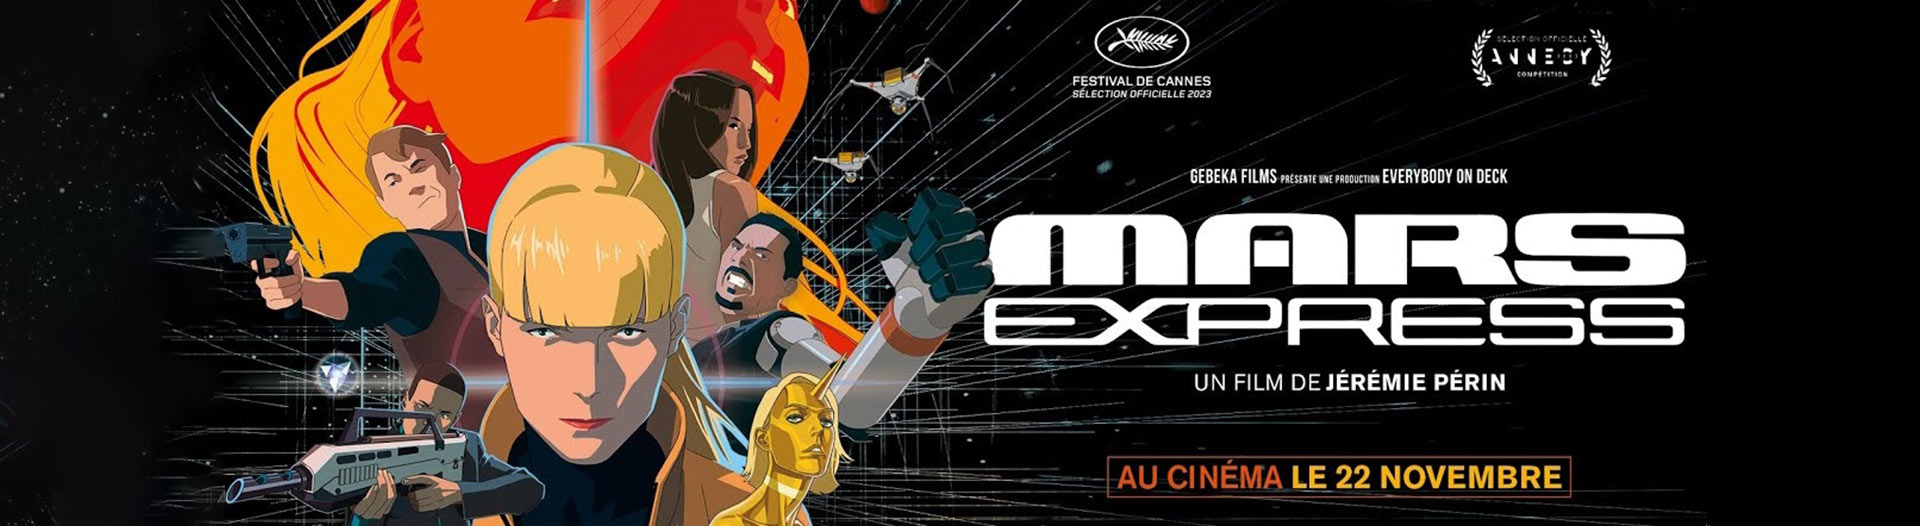 FESTIVAL DE CANNES
SÉLECTION OFFICIELLE 2023
SÉLECTION OFFICIELLE
ANNECY
COMPÉTITION
GEBEKA FILMS PRÉSENTE UNE PRODUCTION EVERYBODY ON DECK
MARS
EXPRESS
UN FILM DE JÉRÉMIE PÉRIN
AU CINÉMA LE 22 NOVEMBRE